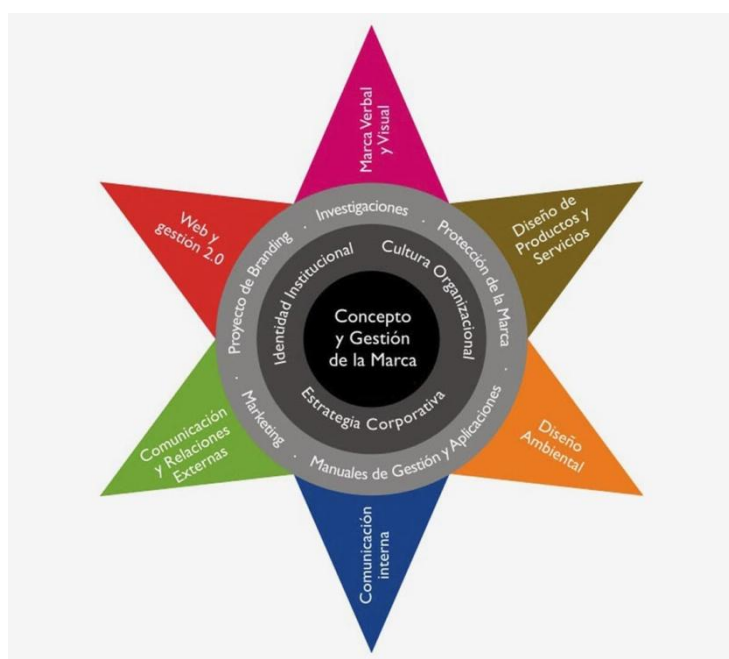 Marca Verbal
y Visual
Diseño de
Productos y
Servicios
Diseño
Ambiental
Comunicación
interna
Comunicación
y Relaciones
Externas
Web y
gestión 2.0
Proyecto de Branding · Investigaciones · Protección de la Marca · Manuales de Gestión y Aplicaciones · Marketing ·
Identidad Institucional
Cultura Organizacional
Estrategia Corporativa
Concepto
y Gestión
de la Marca